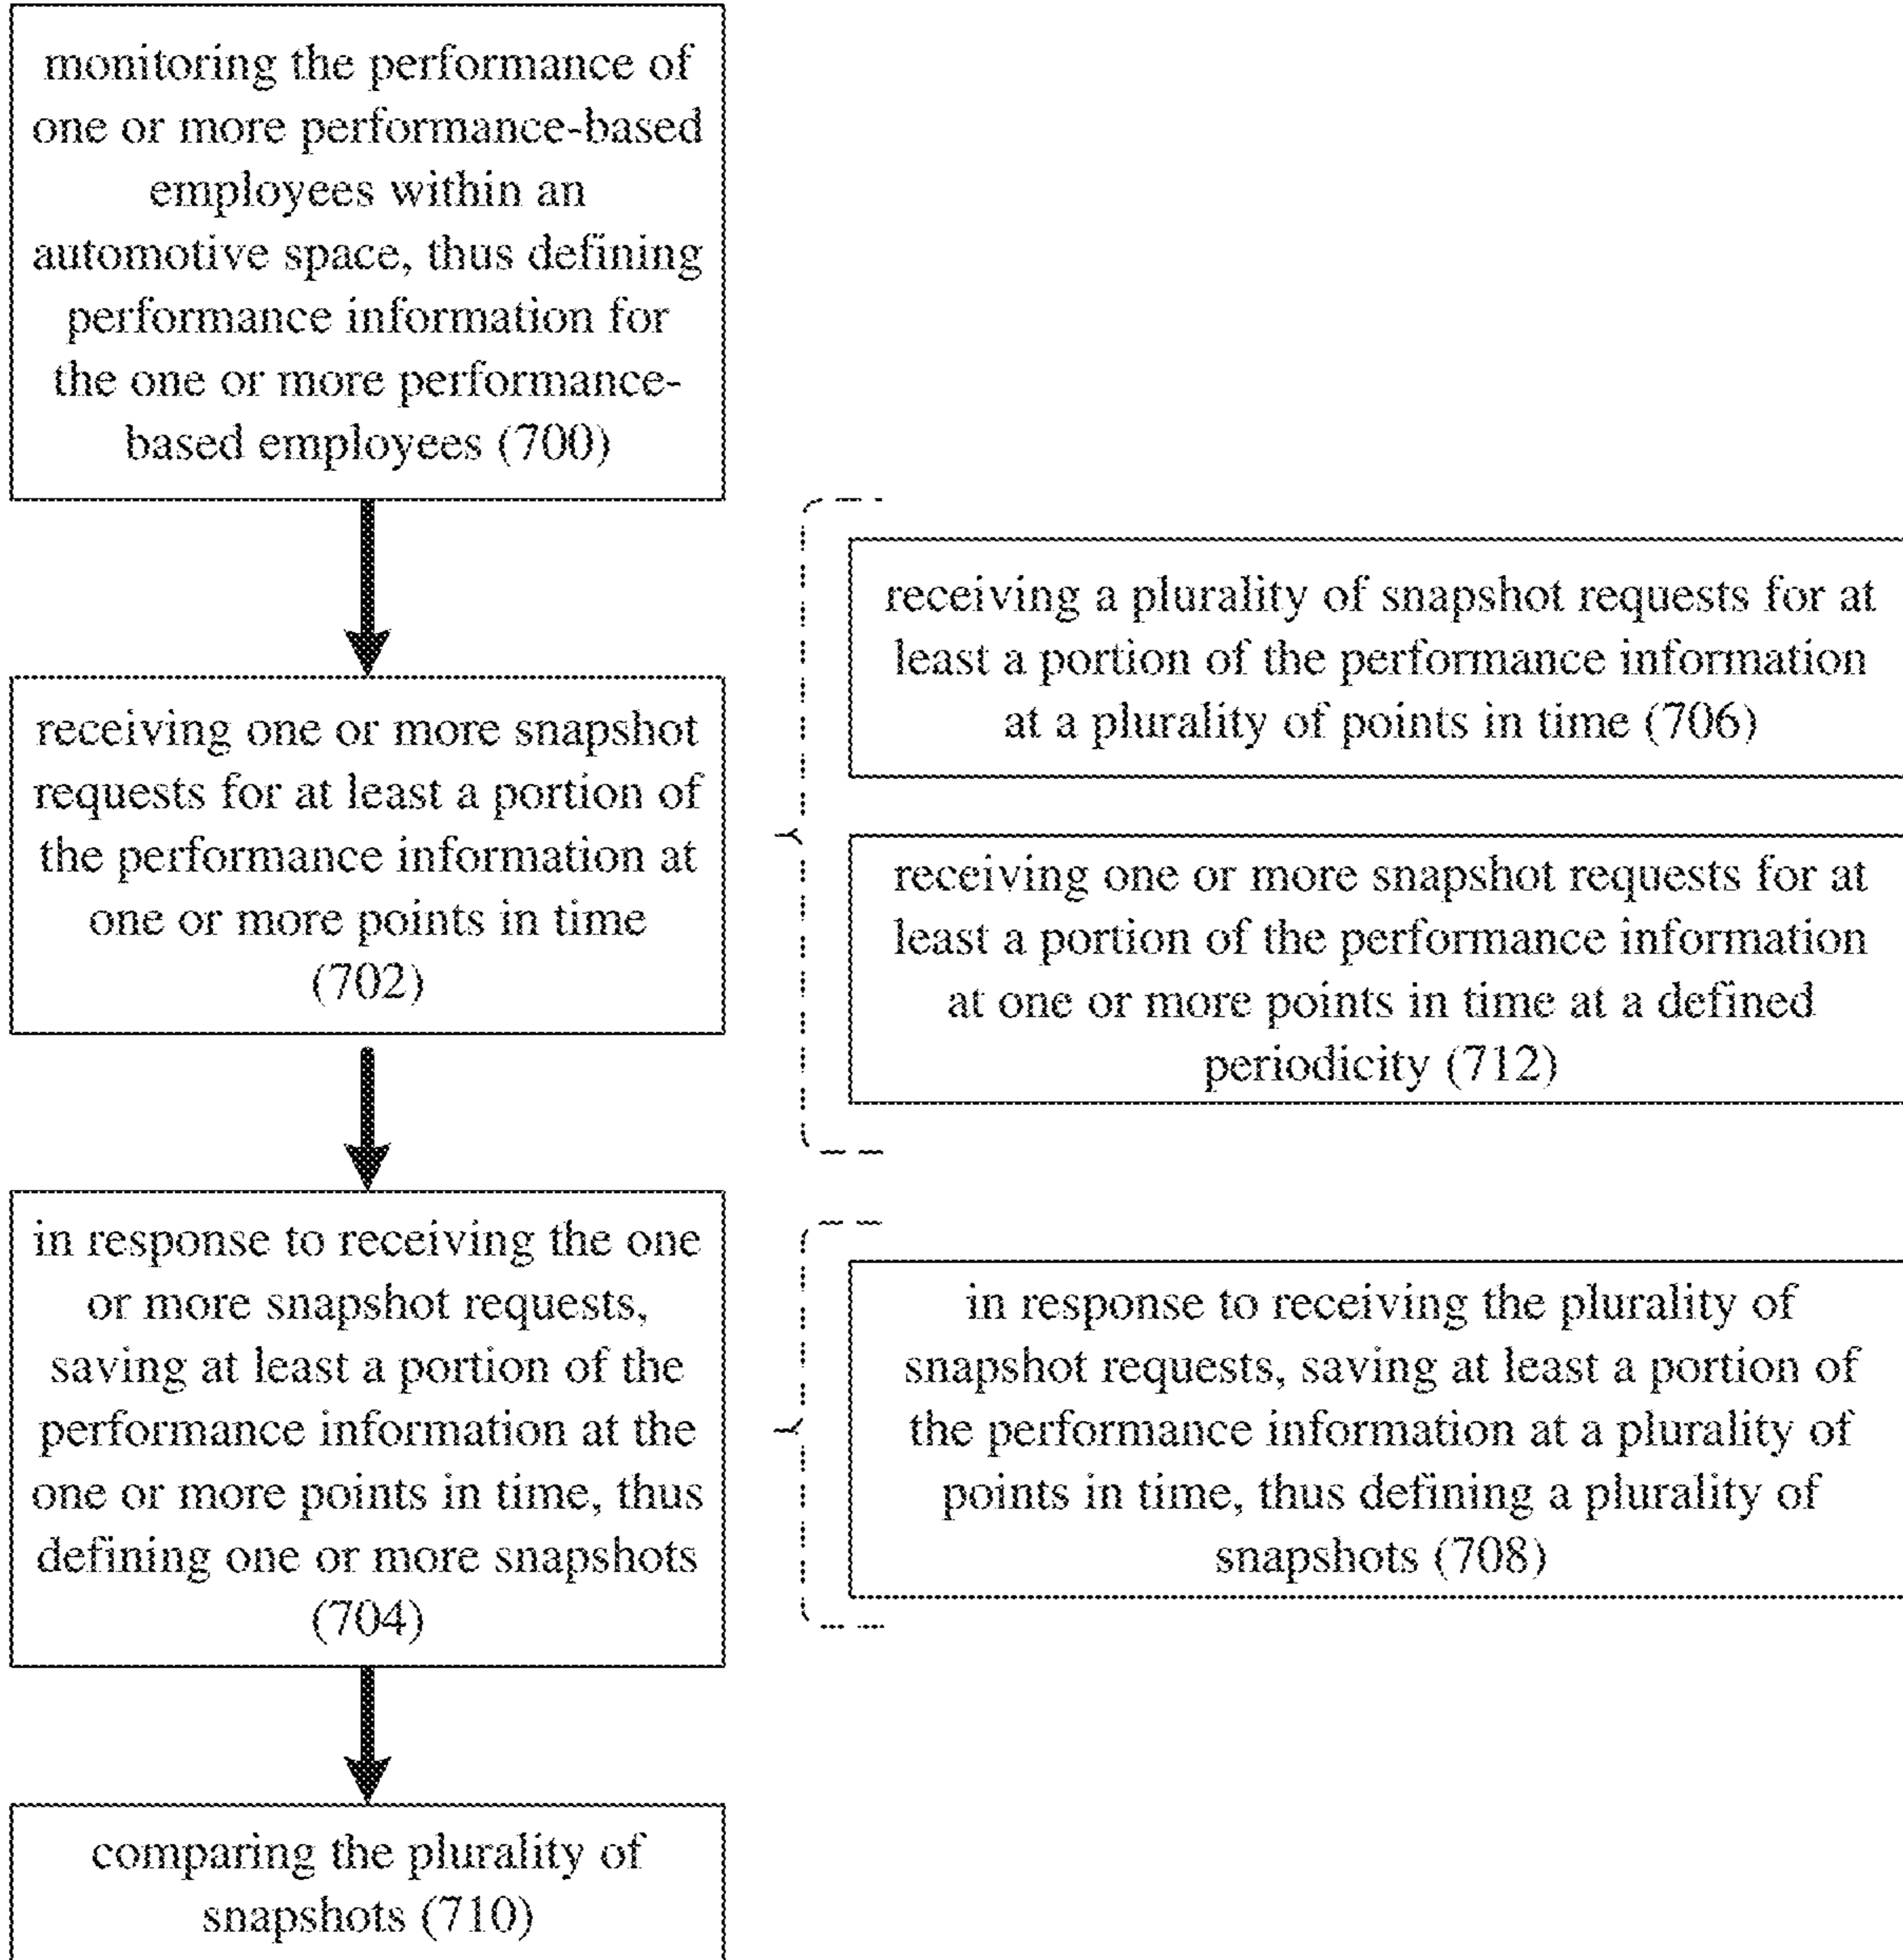 monitoring the performance of
one or more performance-based
employees within an
automotive space, thus defining
performance information for
the one or more performance-
based employees (700)
receiving one or more snapshot
requests for at least a portion of
the performance information at
one or more points in time
(702)
receiving a plurality of snapshot requests for at
least a portion of the performance information
at a plurality of points in time (706)
receiving one or more snapshot requests for at
least a portion of the performance information
at one or more points in time at a defined
periodicity (712)
in response to receiving the one
or more snapshot requests,
saving at least a portion of the
performance information at the
one or more points in time, thus
defining one or more snapshots
(704)
in response to receiving the plurality of
snapshot requests, saving at least a portion of
the performance information at a plurality of
points in time, thus defining a plurality of
snapshots (708)
comparing the plurality of
snapshots (710)